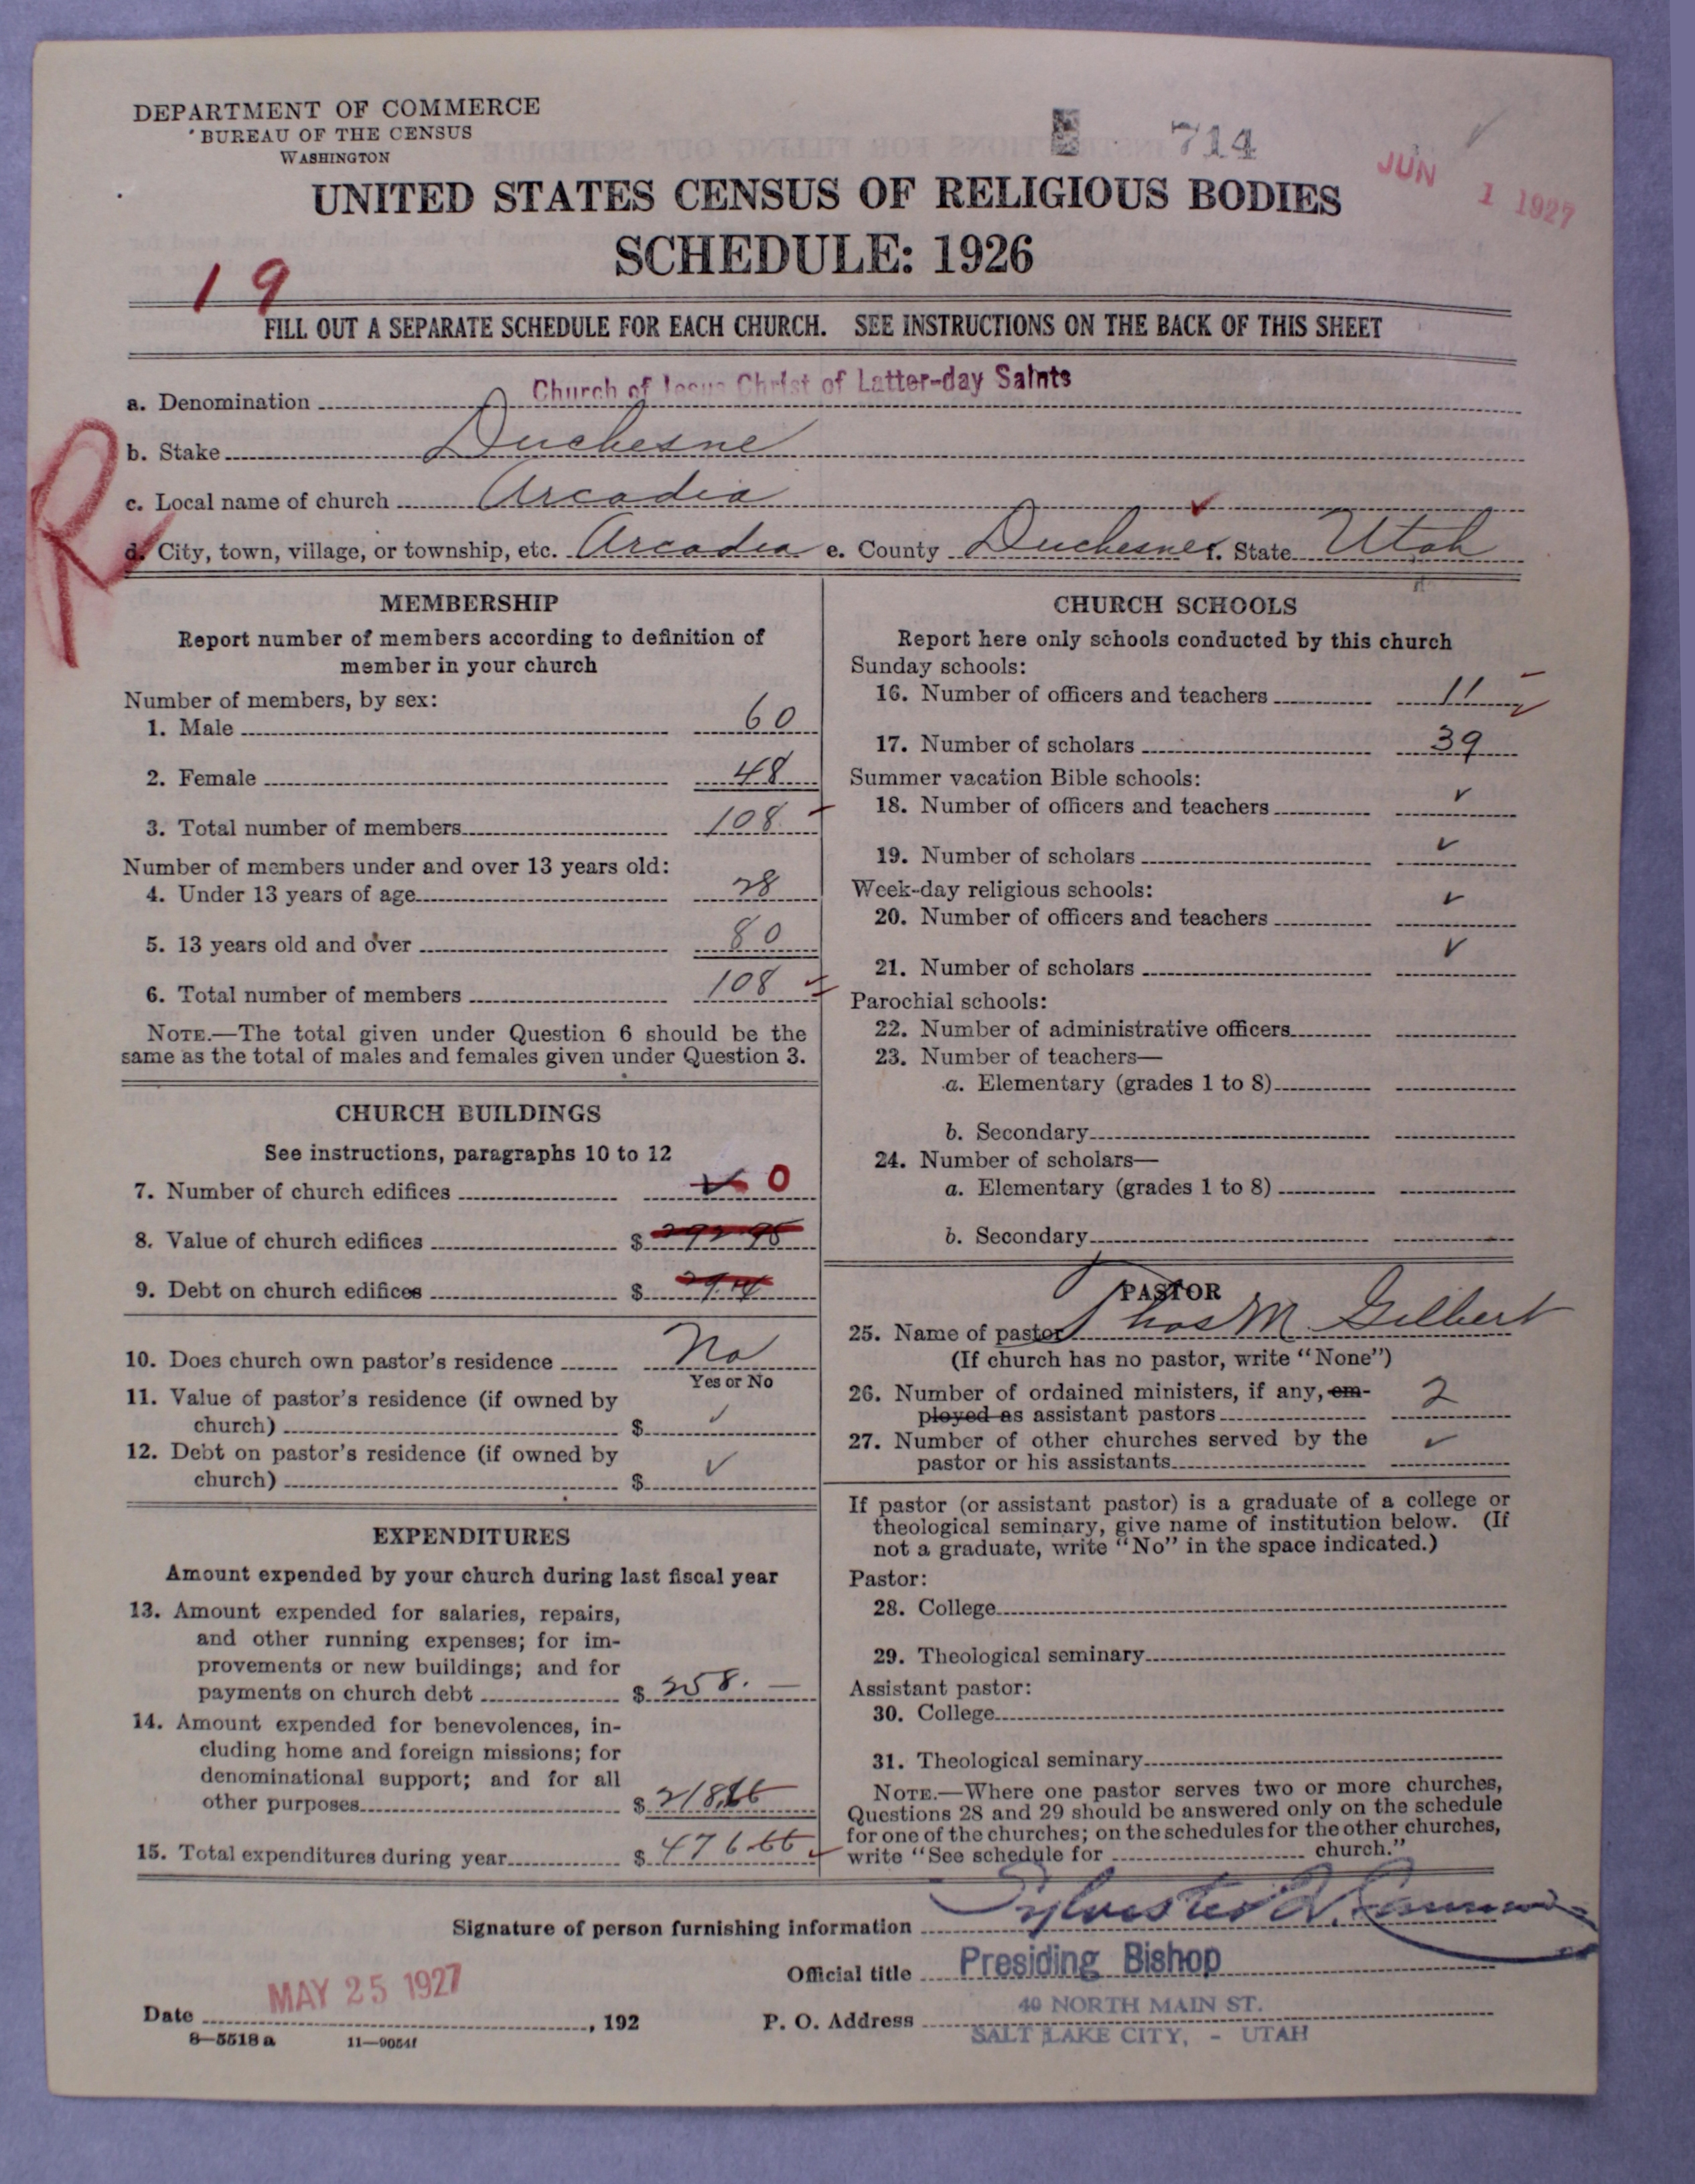 DEPARTMENT OF COMMERCE
BUREAU OF THE CENSUS
WASHINGTON
714
JUN 1 1927
UNITED STATES CENSUS OF RELIGIOUS BODIES
SCHEDULE: 1926
19
FILL OUT A SEPARATE SCHEDULE FOR EACH CHURCH. SEE INSTRUCTIONS ON THE BACK OF THIS SHEET
a. Denomination Church of Jesus Christ of Latter-day Saints
R
b. Stake Duchesne
c. Local name of church Arcadia
d. City, town, village, or township, etc. Arcadia e. County Duchesne f. State Utah
MEMBERSHIP
Report number of members according to definition of
member in your church
Number of members, by sex:
1. Male 60
2. Female 48
3. Total number of members 108
Number of members under and over 13 years old:
4. Under 13 years of age 28
5. 13 years old and over 80
6. Total number of members 108
NOTE.—The total given under Question 6 should be the
same as the total of males and females given under Question 3.
CHURCH BUILDINGS
See instructions, paragraphs 10 to 12
7. Number of church edifices 0
8. Value of church edifices $
9. Debt on church edifices $
10. Does church own pastor's residence No
Yes or No
11. Value of pastor's residence (if owned by
church) $ ✓
12. Debt on pastor's residence (if owned by
church) $ ✓
EXPENDITURES
Amount expended by your church during last fiscal year
13. Amount expended for salaries, repairs,
and other running expenses; for im-
provements or new buildings; and for
payments on church debt $ 258. —
14. Amount expended for benevolences, in-
cluding home and foreign missions; for
denominational support; and for all
other purposes $ 218.66
15. Total expenditures during year $ 476.66
CHURCH SCHOOLS
Report here only schools conducted by this church
Sunday schools:
16. Number of officers and teachers 11
17. Number of scholars 39
Summer vacation Bible schools:
18. Number of officers and teachers ✓
19. Number of scholars ✓
Week-day religious schools:
20. Number of officers and teachers ✓
21. Number of scholars ✓
Parochial schools:
22. Number of administrative officers
23. Number of teachers—
a. Elementary (grades 1 to 8)
b. Secondary
24. Number of scholars—
a. Elementary (grades 1 to 8)
b. Secondary
PASTOR
25. Name of pastor Thos M. Gilbert
(If church has no pastor, write "None")
26. Number of ordained ministers, if any, em-
ployed as assistant pastors 2
27. Number of other churches served by the
pastor or his assistants ✓
If pastor (or assistant pastor) is a graduate of a college or
theological seminary, give name of institution below. (If
not a graduate, write "No" in the space indicated.)
Pastor:
28. College
29. Theological seminary
Assistant pastor:
30. College
31. Theological seminary
NOTE.—Where one pastor serves two or more churches,
Questions 28 and 29 should be answered only on the schedule
for one of the churches; on the schedules for the other churches,
write "See schedule for church."
Signature of person furnishing information Sylvester Q. Cannon
Official title Presiding Bishop
Date MAY 25 1927, 192
P. O. Address 40 NORTH MAIN ST.
SALT LAKE CITY, - UTAH
8—5518a 11—9054f